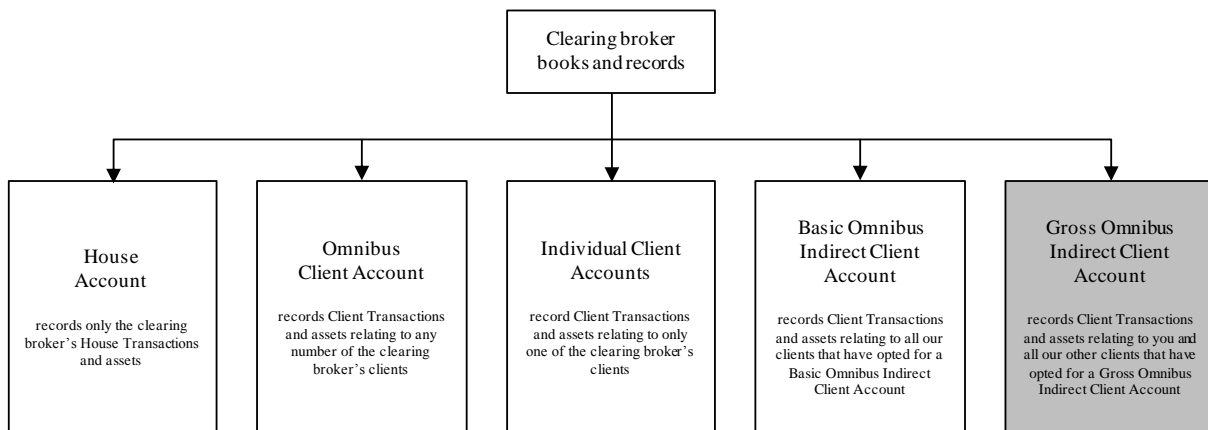 Clearing broker
books and records
House
Account
records only the clearing
broker's House Transactions
and assets
Omnibus
Client Account
records Client Transactions
and assets relating to any
number of the clearing
broker's clients
Individual Client
Accounts
record Client Transactions
and assets relating to only
one of the clearing broker's
clients
Basic Omnibus
Indirect Client
Account
records Client Transactions
and assets relating to all our
clients that have opted for a
Basic Omnibus Indirect
Client Account
Gross Omnibus
Indirect Client
Account
records Client Transactions
and assets relating to you and
all our other clients that have
opted for a Gross Omnibus
Indirect Client Account